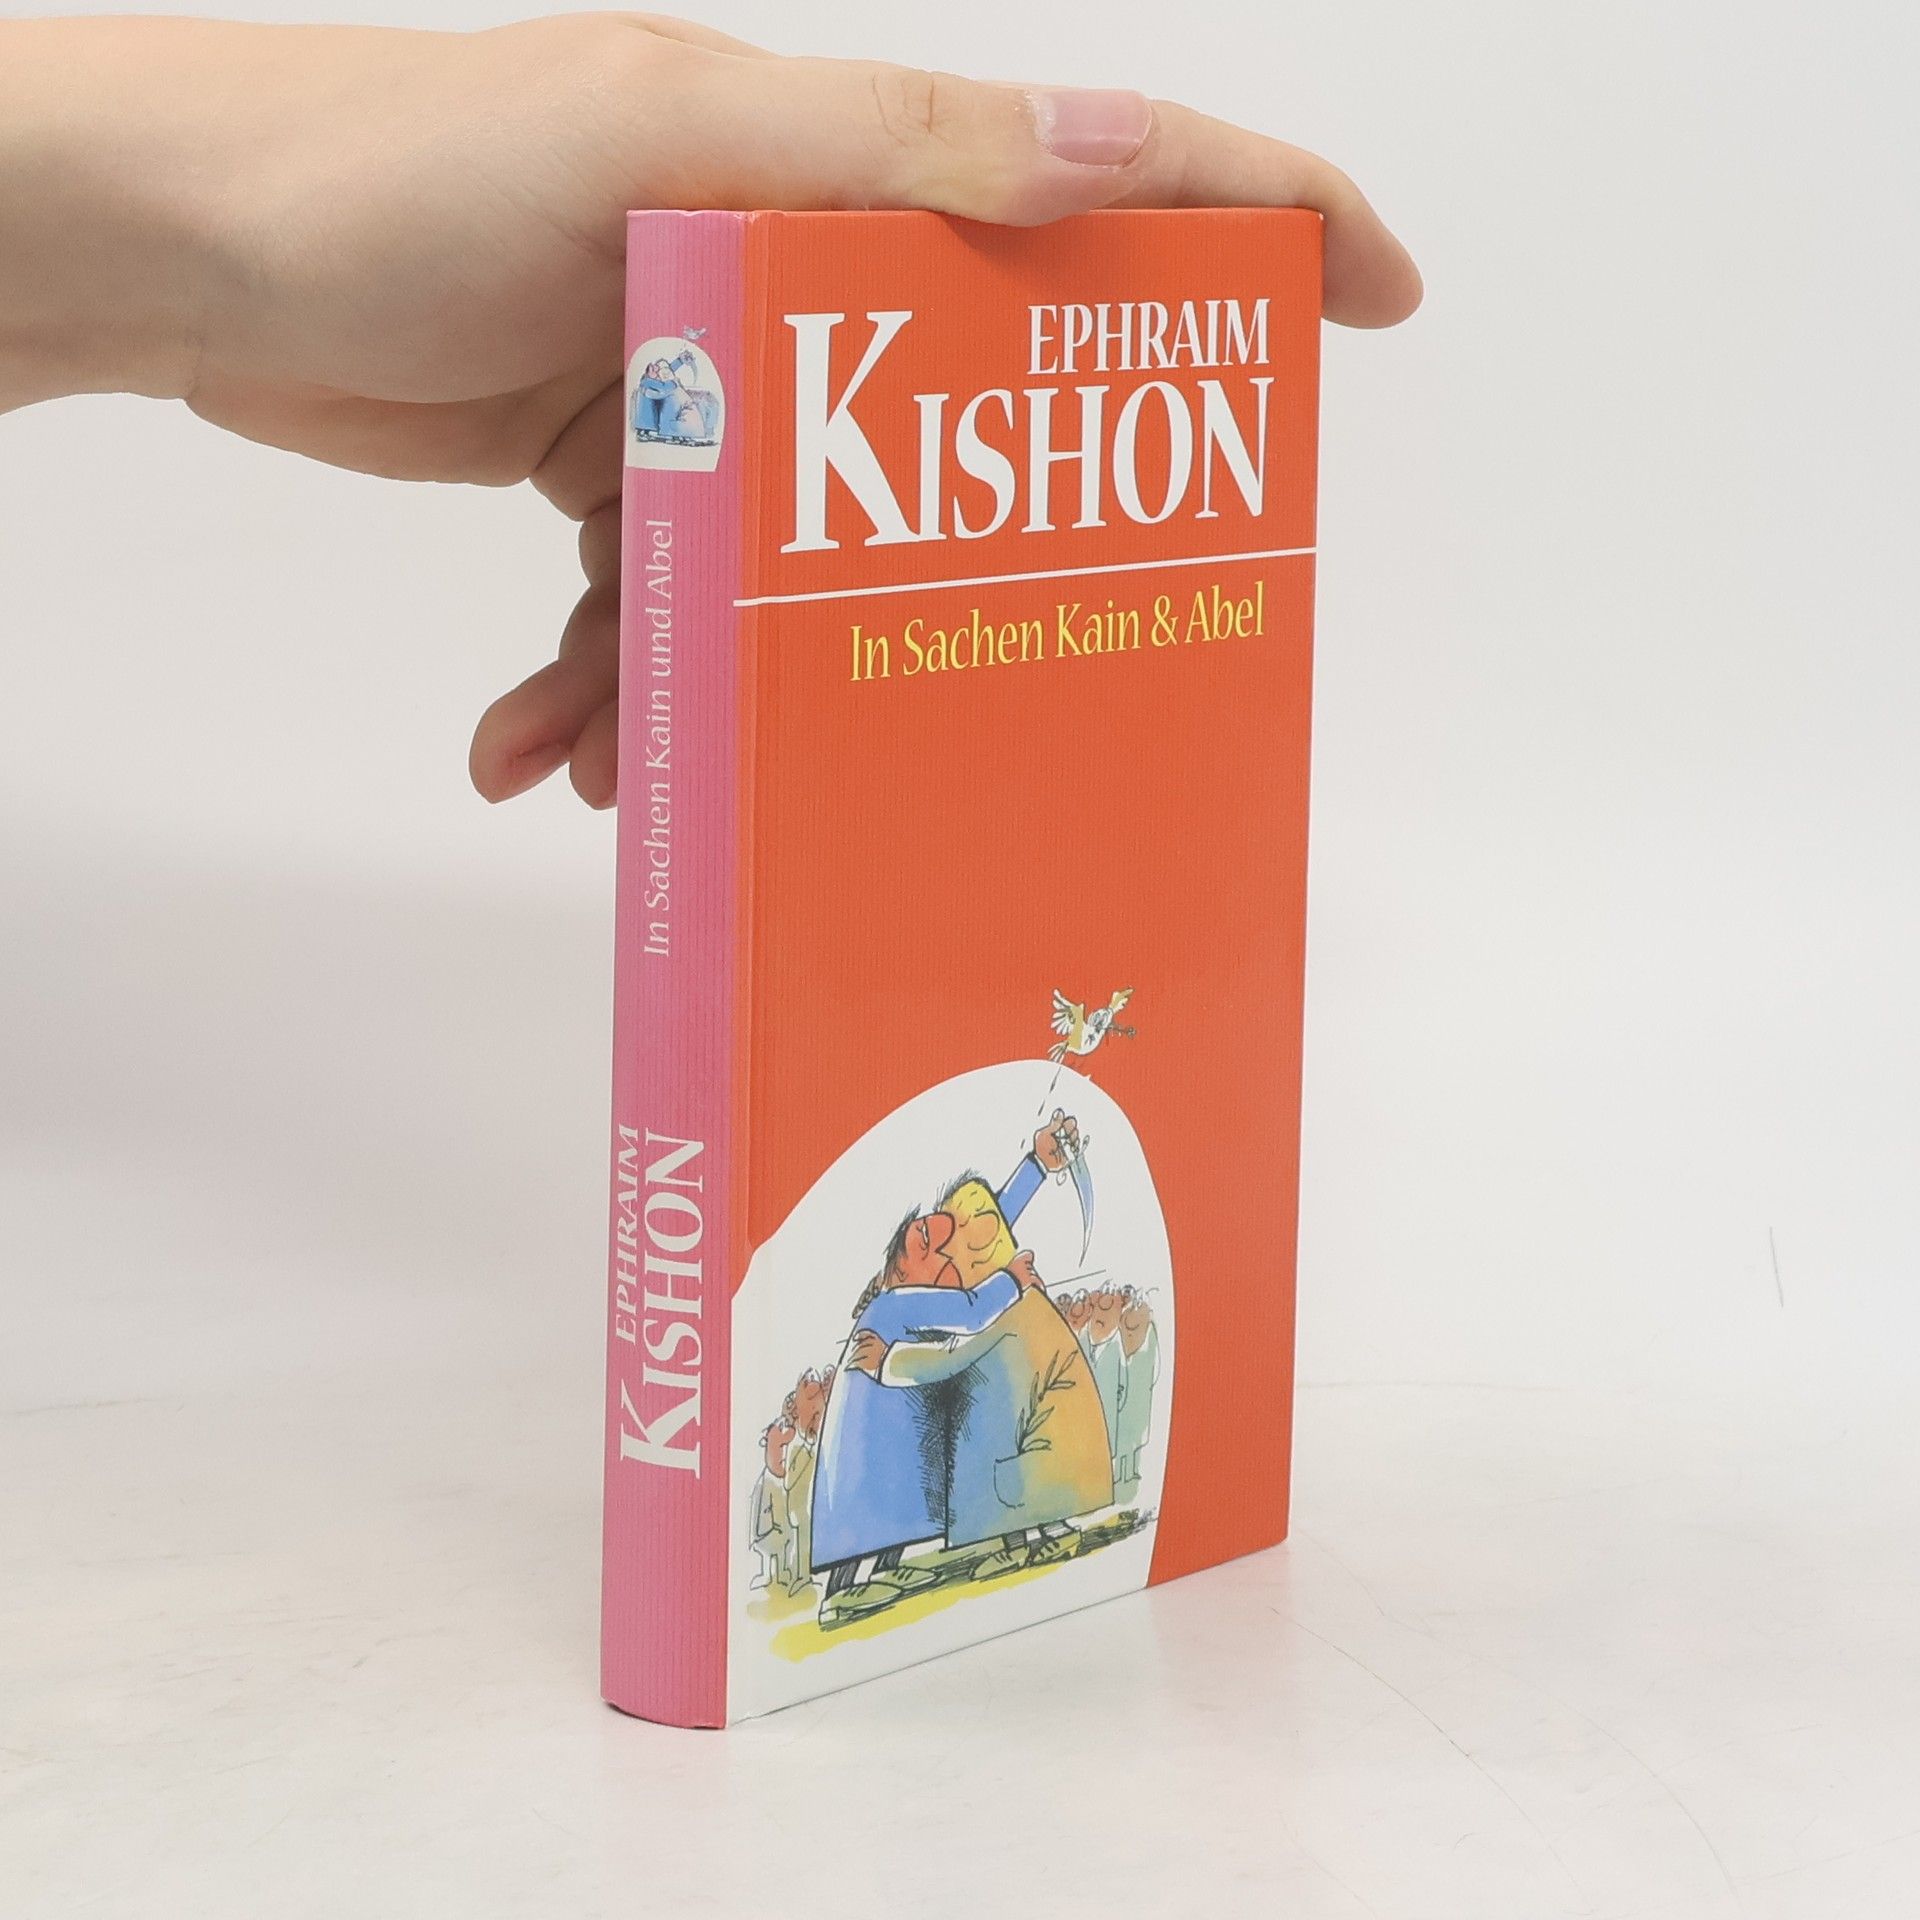 EPHRAIM
KISHON
In Sachen Kain & Abel
In Sachen Kain und Abel
EPHRAIM
KISHON